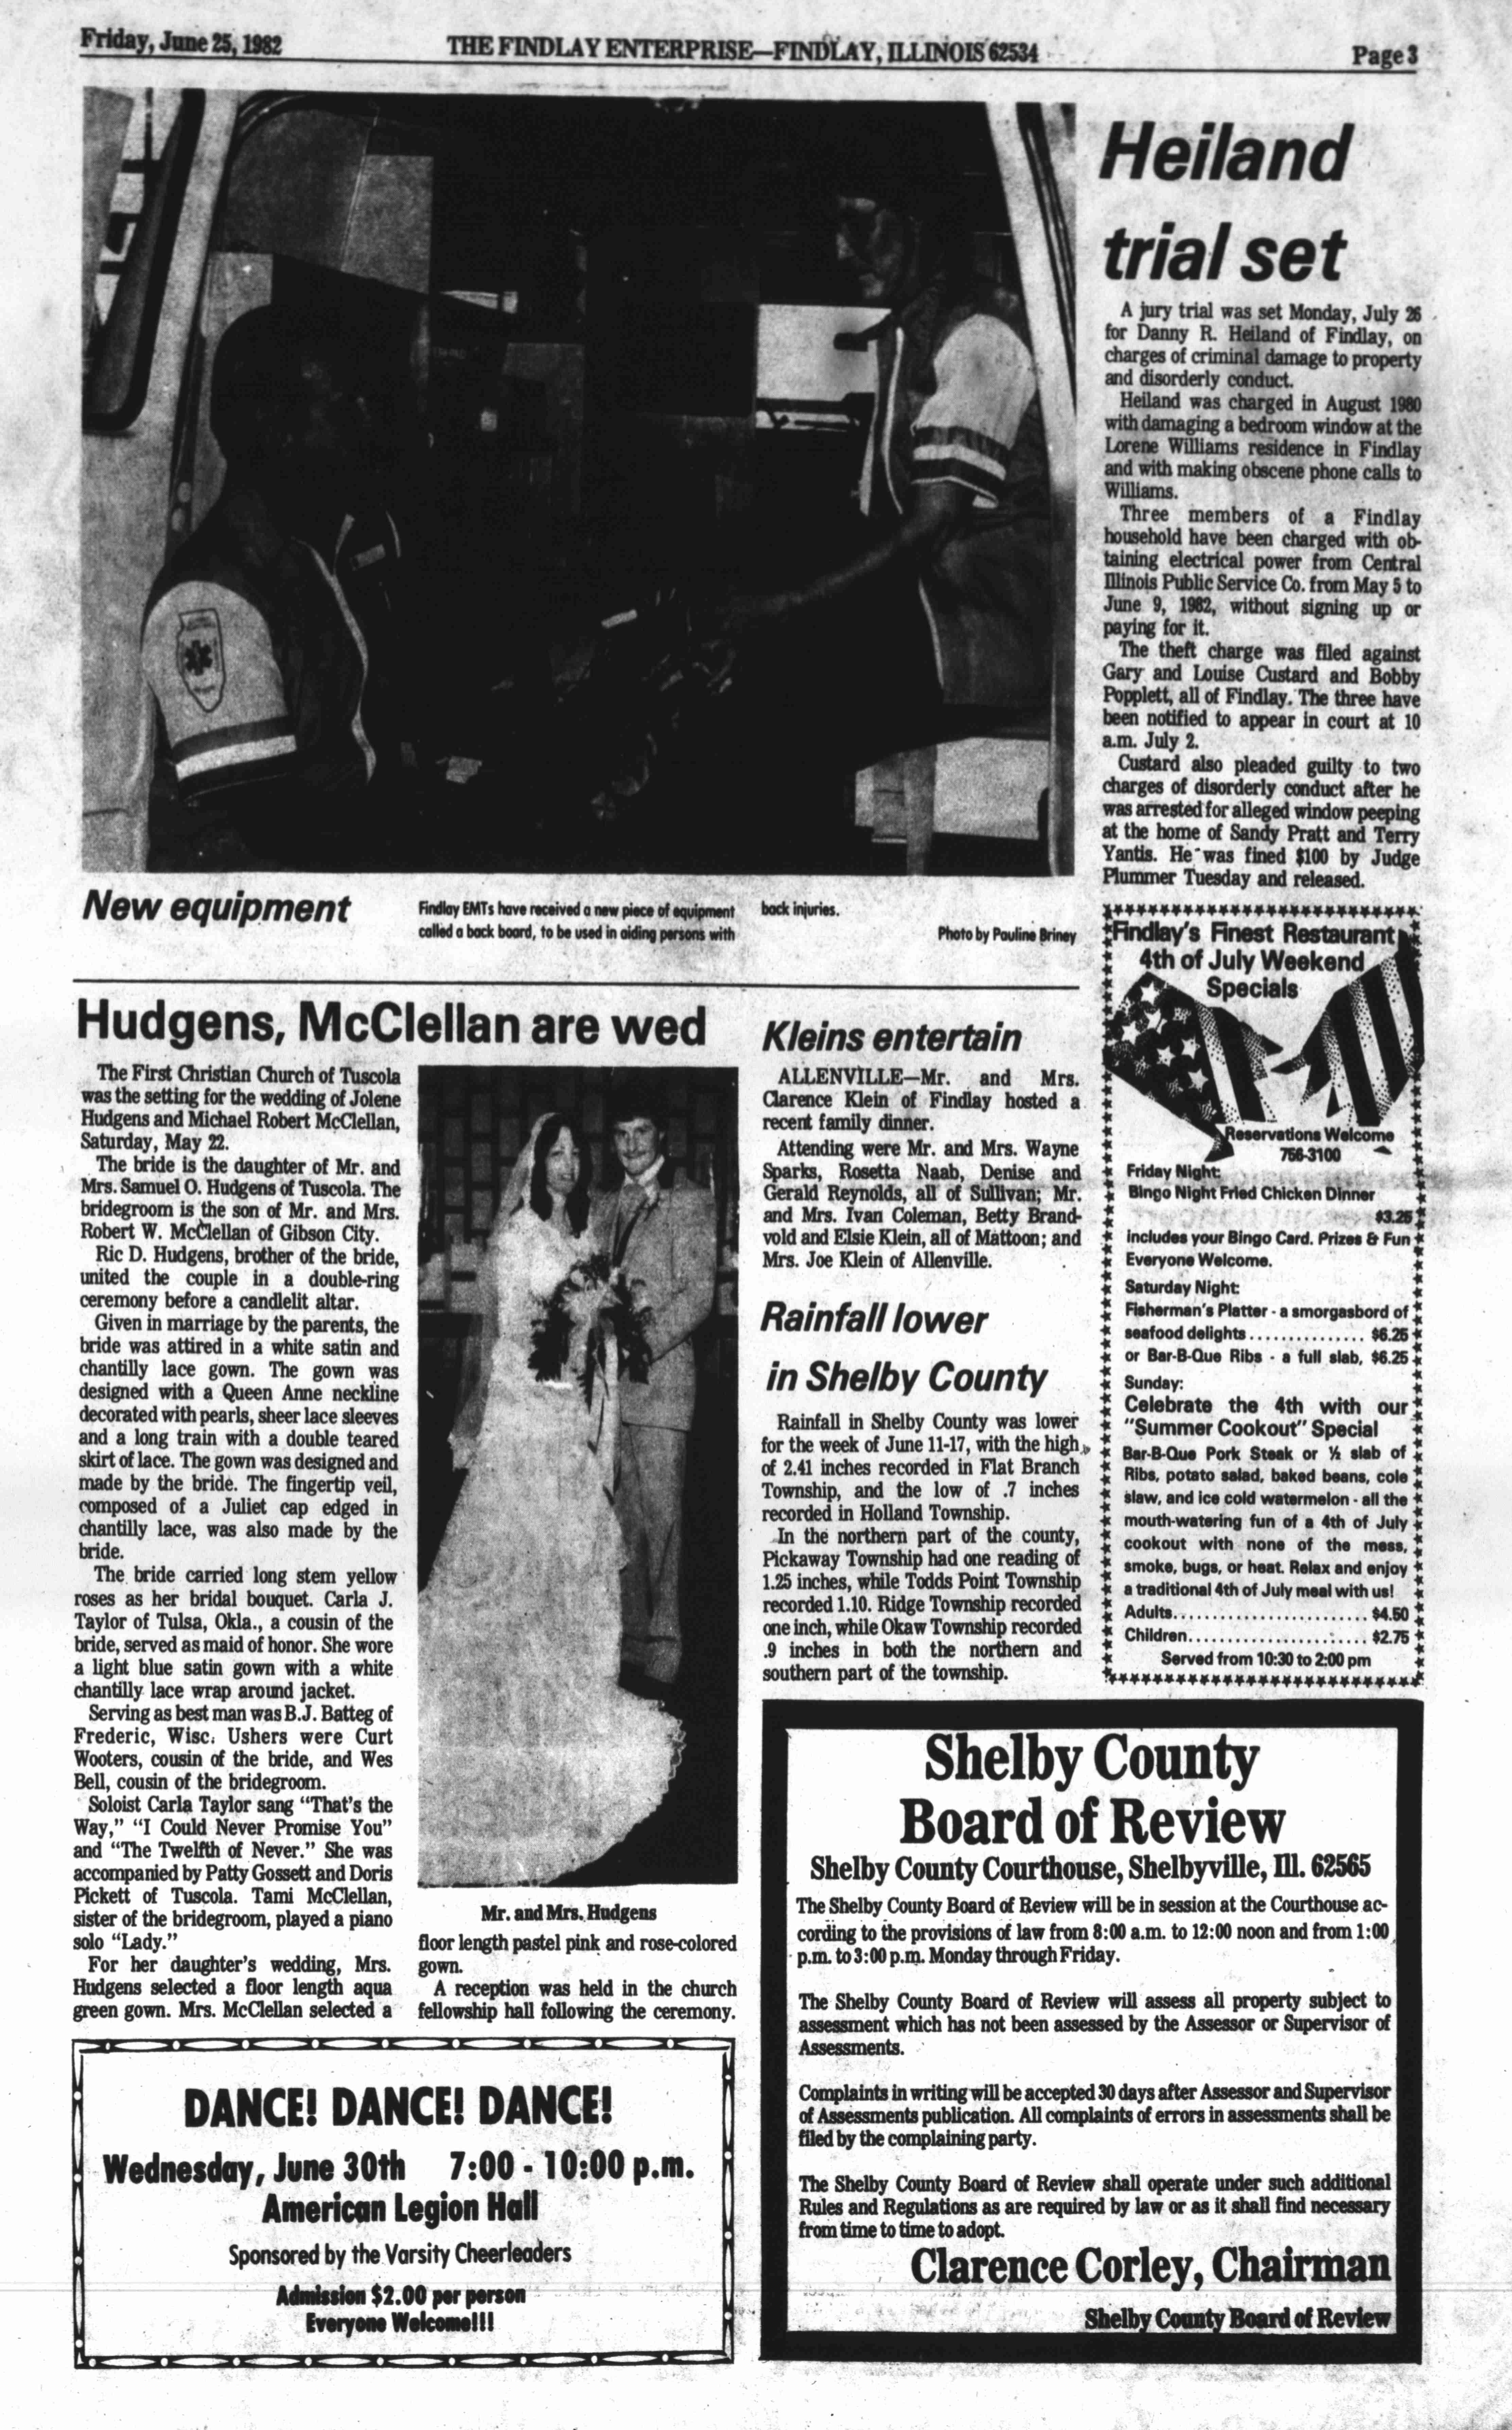 Friday, June 25, 1982
THE FINDLAY ENTERPRISE—FINDLAY, ILLINOIS 62534
Page 3
Heiland
trial set
A jury trial was set Monday, July 26
for Danny R. Heiland of Findlay, on
charges of criminal damage to property
and disorderly conduct.
Heiland was charged in August 1980
with damaging a bedroom window at the
Lorene Williams residence in Findlay
and with making obscene phone calls to
Williams.
Three members of a Findlay
household have been charged with ob-
taining electrical power from Central
Illinois Public Service Co. from May 5 to
June 9, 1982, without signing up or
paying for it.
The theft charge was filed against
Gary and Louise Custard and Bobby
Popplett, all of Findlay. The three have
been notified to appear in court at 10
a.m. July 2.
Custard also pleaded guilty to two
charges of disorderly conduct after he
was arrested for alleged window peeping
at the home of Sandy Pratt and Terry
Yantis. He was fined $100 by Judge
Plummer Tuesday and released.
New equipment
Findlay EMTs have received a new piece of equipment
called a back board, to be used in aiding persons with
back injuries.
Photo by Pauline Briney
Hudgens, McClellan are wed
The First Christian Church of Tuscola
was the setting for the wedding of Jolene
Hudgens and Michael Robert McClellan,
Saturday, May 22.
The bride is the daughter of Mr. and
Mrs. Samuel O. Hudgens of Tuscola. The
bridegroom is the son of Mr. and Mrs.
Robert W. McClellan of Gibson City.
Ric D. Hudgens, brother of the bride,
united the couple in a double-ring
ceremony before a candlelit altar.
Given in marriage by the parents, the
bride was attired in a white satin and
chantilly lace gown. The gown was
designed with a Queen Anne neckline
decorated with pearls, sheer lace sleeves
and a long train with a double teared
skirt of lace. The gown was designed and
made by the bride. The fingertip veil,
composed of a Juliet cap edged in
chantilly lace, was also made by the
bride.
The bride carried long stem yellow
roses as her bridal bouquet. Carla J.
Taylor of Tulsa, Okla., a cousin of the
bride, served as maid of honor. She wore
a light blue satin gown with a white
chantilly lace wrap around jacket.
Serving as best man was B.J. Batteg of
Frederic, Wisc. Ushers were Curt
Wooters, cousin of the bride, and Wes
Bell, cousin of the bridegroom.
Soloist Carla Taylor sang "That's the
Way," "I Could Never Promise You"
and "The Twelfth of Never." She was
accompanied by Patty Gossett and Doris
Pickett of Tuscola. Tami McClellan,
sister of the bridegroom, played a piano
solo "Lady."
For her daughter's wedding, Mrs.
Hudgens selected a floor length aqua
green gown. Mrs. McClellan selected a
Mr. and Mrs. Hudgens
floor length pastel pink and rose-colored
gown.
A reception was held in the church
fellowship hall following the ceremony.
Kleins entertain
ALLENVILLE—Mr. and Mrs.
Clarence Klein of Findlay hosted a
recent family dinner.
Attending were Mr. and Mrs. Wayne
Sparks, Rosetta Naab, Denise and
Gerald Reynolds, all of Sullivan; Mr.
and Mrs. Ivan Coleman, Betty Brand-
vold and Elsie Klein, all of Mattoon; and
Mrs. Joe Klein of Allenville.
Rainfall lower
in Shelby County
Rainfall in Shelby County was lower
for the week of June 11-17, with the high
of 2.41 inches recorded in Flat Branch
Township, and the low of .7 inches
recorded in Holland Township.
In the northern part of the county,
Pickaway Township had one reading of
1.25 inches, while Todds Point Township
recorded 1.10. Ridge Township recorded
one inch, while Okaw Township recorded
.9 inches in both the northern and
southern part of the township.
Findlay's Finest Restaurant
4th of July Weekend
Specials
Reservations Welcome
756-3100
Friday Night:
Bingo Night Fried Chicken Dinner
$3.25
includes your Bingo Card. Prizes & Fun
Everyone Welcome.
Saturday Night:
Fisherman's Platter - a smorgasbord of
seafood delights............... $6.25
or Bar-B-Que Ribs - a full slab, $6.25
Sunday:
Celebrate the 4th with our
"Summer Cookout" Special
Bar-B-Que Pork Steak or ½ slab of
Ribs, potato salad, baked beans, cole
slaw, and ice cold watermelon - all the
mouth-watering fun of a 4th of July
cookout with none of the mess,
smoke, bugs, or heat. Relax and enjoy
a traditional 4th of July meal with us!
Adults......................... $4.50
Children....................... $2.75
Served from 10:30 to 2:00 pm
DANCE! DANCE! DANCE!
Wednesday, June 30th 7:00 - 10:00 p.m.
American Legion Hall
Sponsored by the Varsity Cheerleaders
Admission $2.00 per person
Everyone Welcome!!!
Shelby County
Board of Review
Shelby County Courthouse, Shelbyville, Ill. 62565
The Shelby County Board of Review will be in session at the Courthouse ac-
cording to the provisions of law from 8:00 a.m. to 12:00 noon and from 1:00
p.m. to 3:00 p.m. Monday through Friday.
The Shelby County Board of Review will assess all property subject to
assessment which has not been assessed by the Assessor or Supervisor of
Assessments.
Complaints in writing will be accepted 30 days after Assessor and Supervisor
of Assessments publication. All complaints of errors in assessments shall be
filed by the complaining party.
The Shelby County Board of Review shall operate under such additional
Rules and Regulations as are required by law or as it shall find necessary
from time to time to adopt.
Clarence Corley, Chairman
Shelby County Board of Review